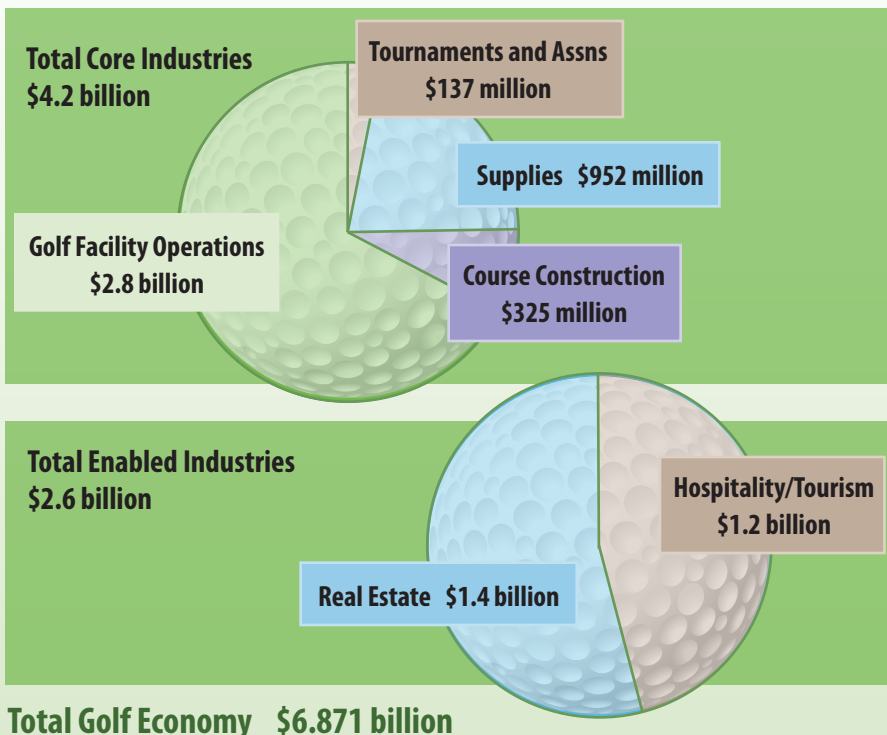 Total Core Industries
$4.2 billion
Tournaments and Assns
$137 million
Supplies $952 million
Golf Facility Operations
$2.8 billion
Course Construction
$325 million
Total Enabled Industries
$2.6 billion
Hospitality/Tourism
$1.2 billion
Real Estate $1.4 billion
Total Golf Economy $6.871 billion